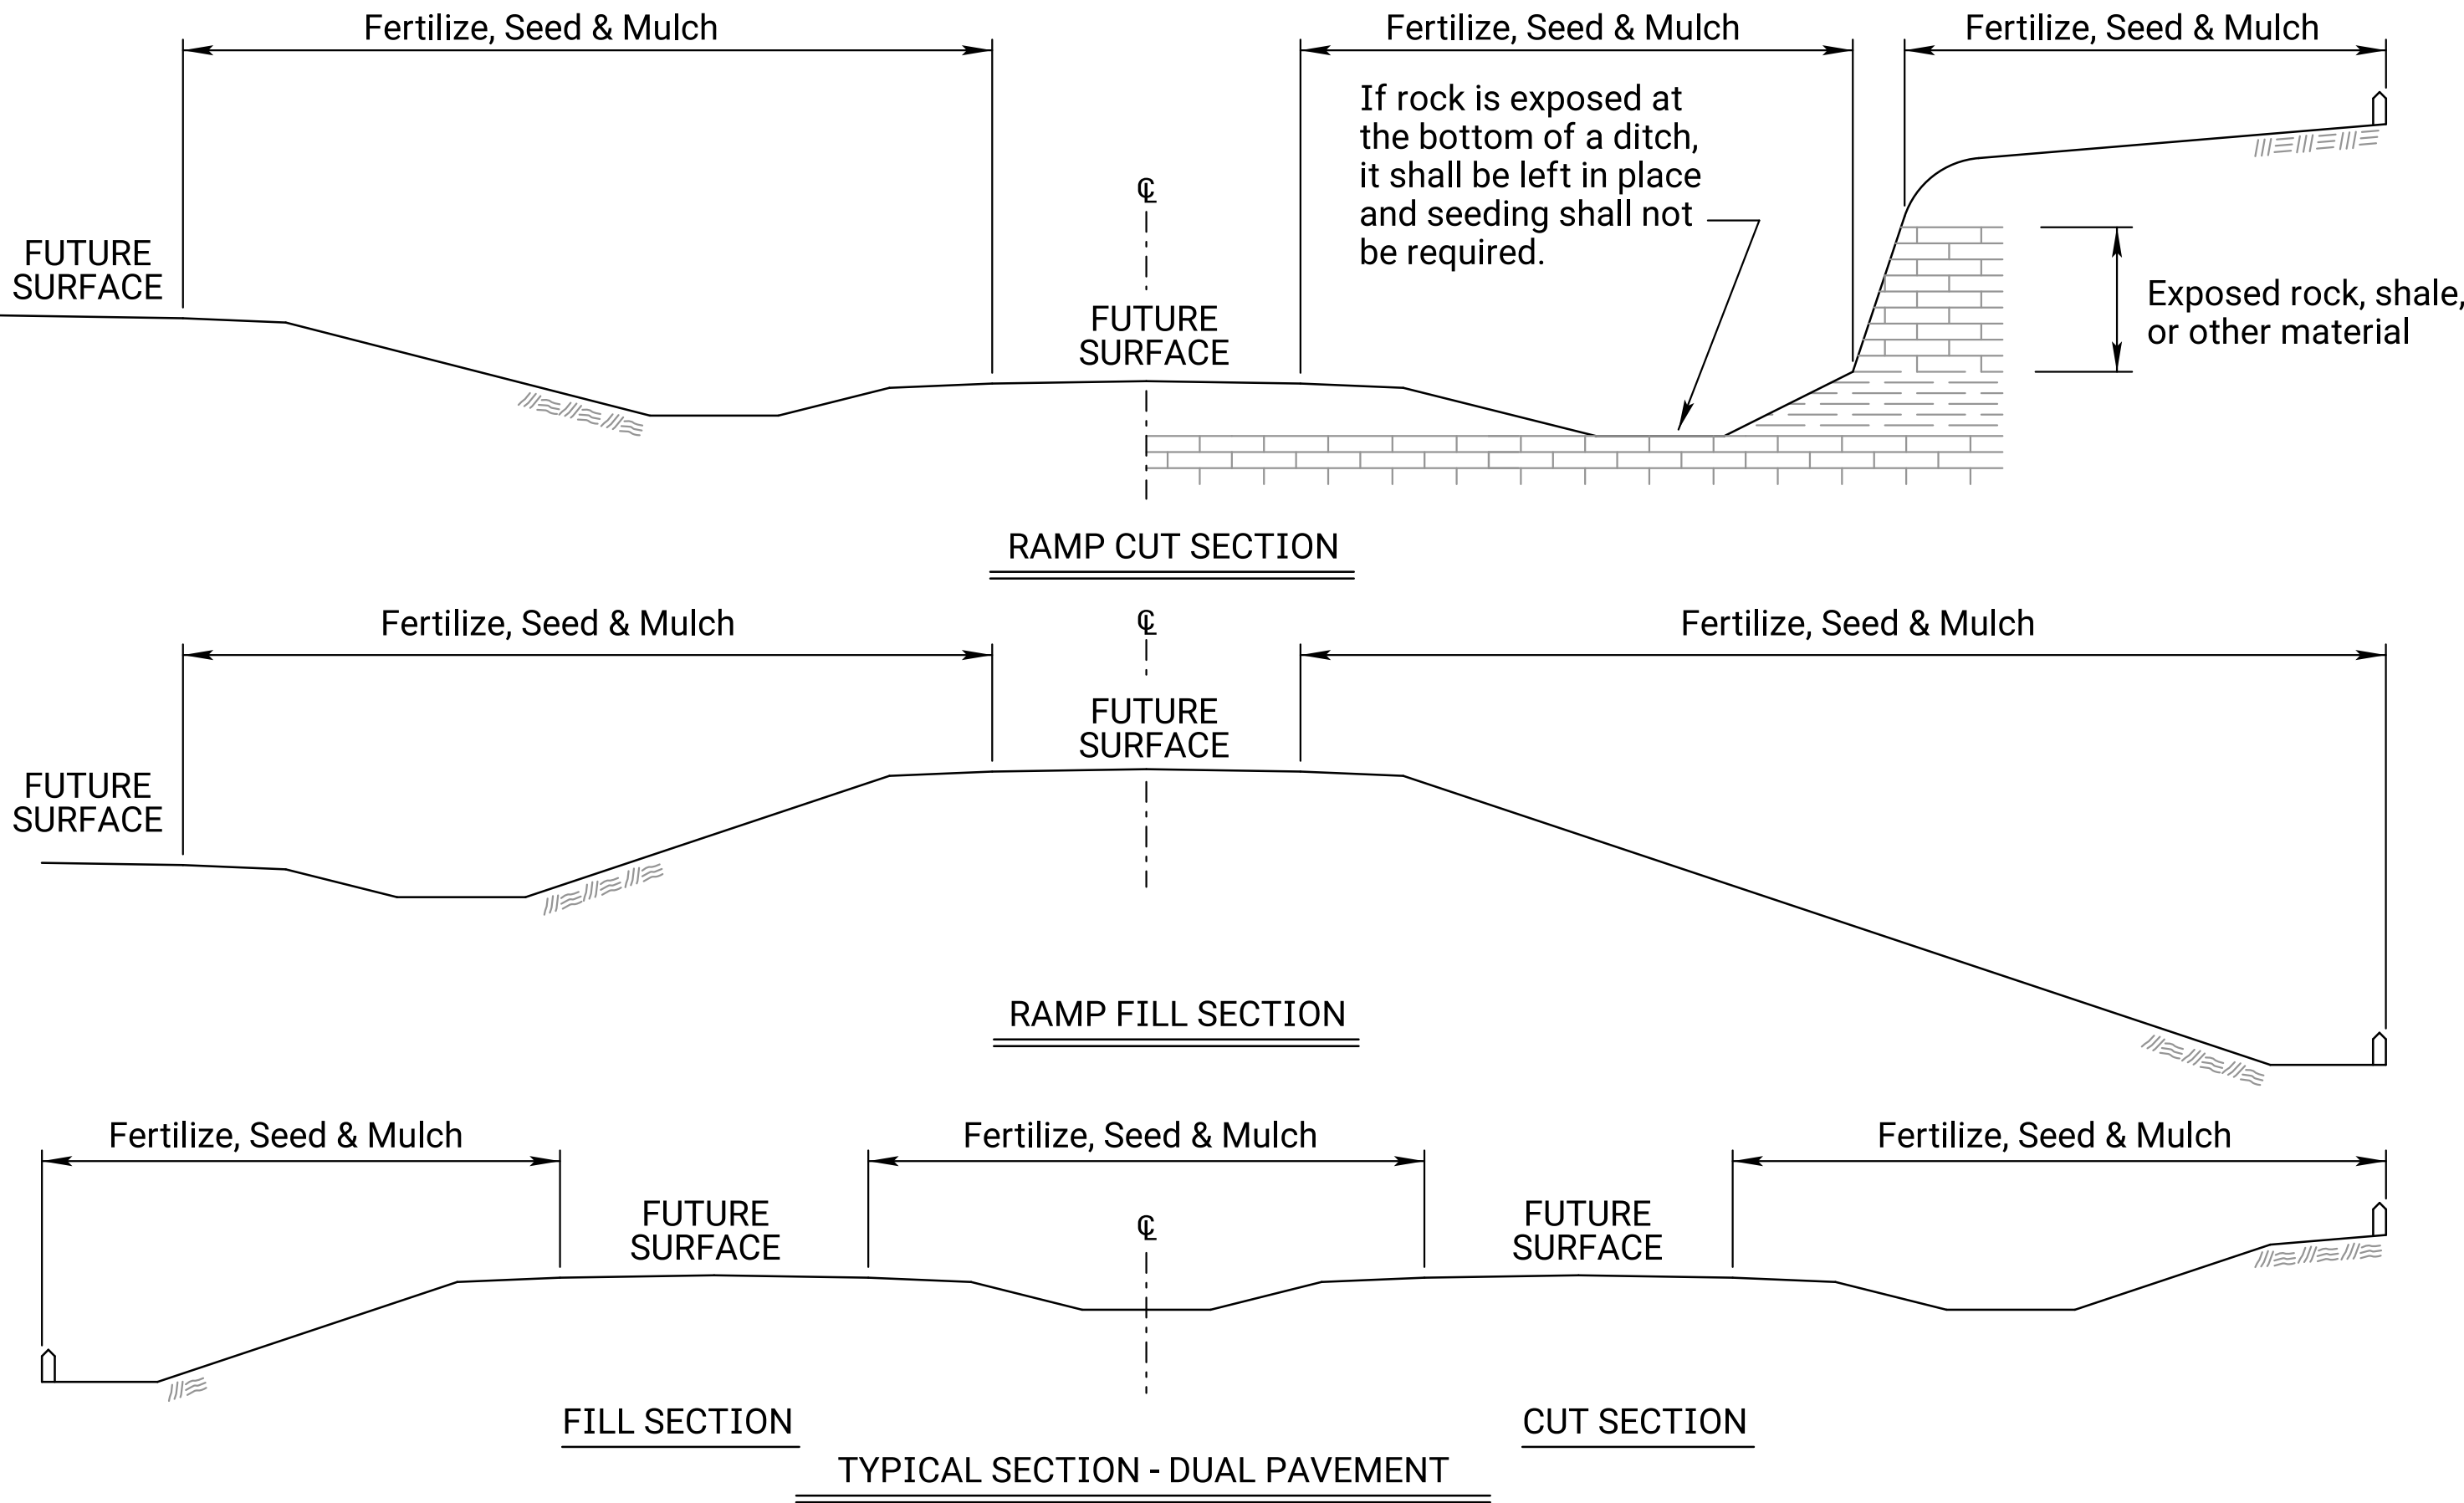 Fertilize, Seed & Mulch
Fertilize, Seed & Mulch
Fertilize, Seed & Mulch
If rock is exposed at
the bottom of a ditch,
it shall be left in place
and seeding shall not
be required.
℄
FUTURE
SURFACE
FUTURE
SURFACE
Exposed rock, shale,
or other material
RAMP CUT SECTION
Fertilize, Seed & Mulch
℄
Fertilize, Seed & Mulch
FUTURE
SURFACE
FUTURE
SURFACE
RAMP FILL SECTION
Fertilize, Seed & Mulch
Fertilize, Seed & Mulch
Fertilize, Seed & Mulch
FUTURE
SURFACE
℄
FUTURE
SURFACE
FILL SECTION
CUT SECTION
TYPICAL SECTION - DUAL PAVEMENT